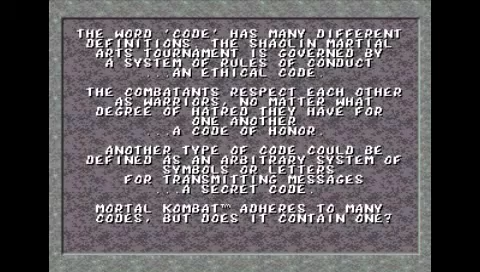 THE WORD 'CODE' HAS MANY DIFFERENT
DEFINITIONS. THE SHAOLIN MARTIAL
ARTS TOURNAMENT IS GOVERNED BY
A SYSTEM OF RULES OF CONDUCT
...AN ETHICAL CODE.
THE COMBATANTS RESPECT EACH OTHER
AS WARRIORS, NO MATTER WHAT
DEGREE OF HATRED THEY HAVE FOR
ONE ANOTHER
...A CODE OF HONOR.
ANOTHER TYPE OF CODE COULD BE
DEFINED AS AN ARBITRARY SYSTEM OF
SYMBOLS OR LETTERS
FOR TRANSMITTING MESSAGES
...A SECRET CODE.
MORTAL KOMBAT™ ADHERES TO MANY
CODES, BUT DOES IT CONTAIN ONE?